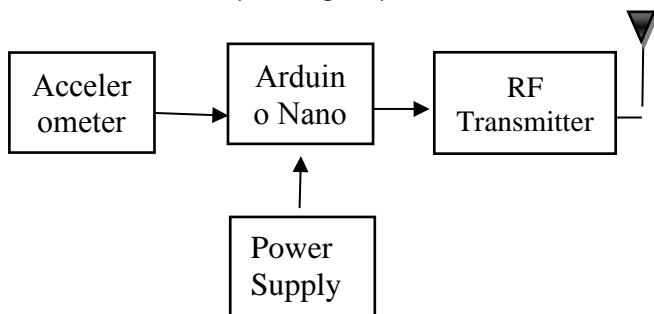 Acceler
ometer
Arduin
o Nano
RF
Transmitter
Power
Supply